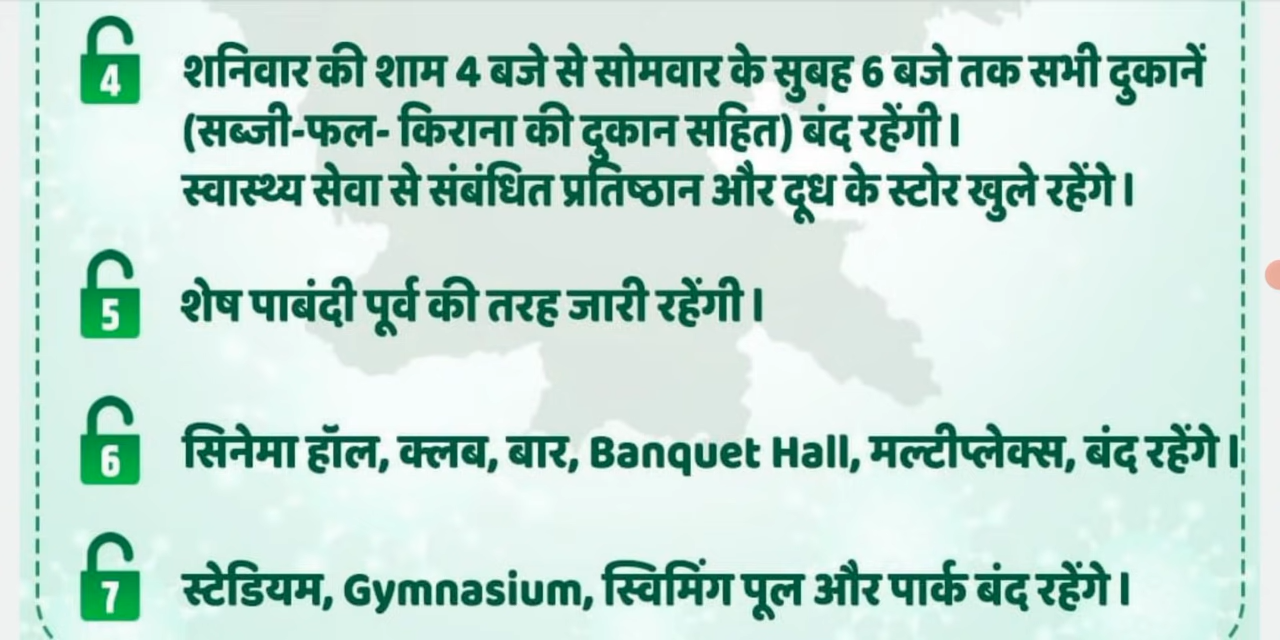 4
शनिवार की शाम 4 बजे से सोमवार के सुबह 6 बजे तक सभी दुकानें
(सब्जी-फल- किराना की दुकान सहित) बंद रहेंगी।
स्वास्थ्य सेवा से संबंधित प्रतिष्ठान और दूध के स्टोर खुले रहेंगे।
5
शेष पाबंदी पूर्व की तरह जारी रहेंगी।
6
सिनेमा हॉल, क्लब, बार, Banquet Hall, मल्टीप्लेक्स, बंद रहेंगे।
7
स्टेडियम, Gymnasium, स्विमिंग पूल और पार्क बंद रहेंगे।